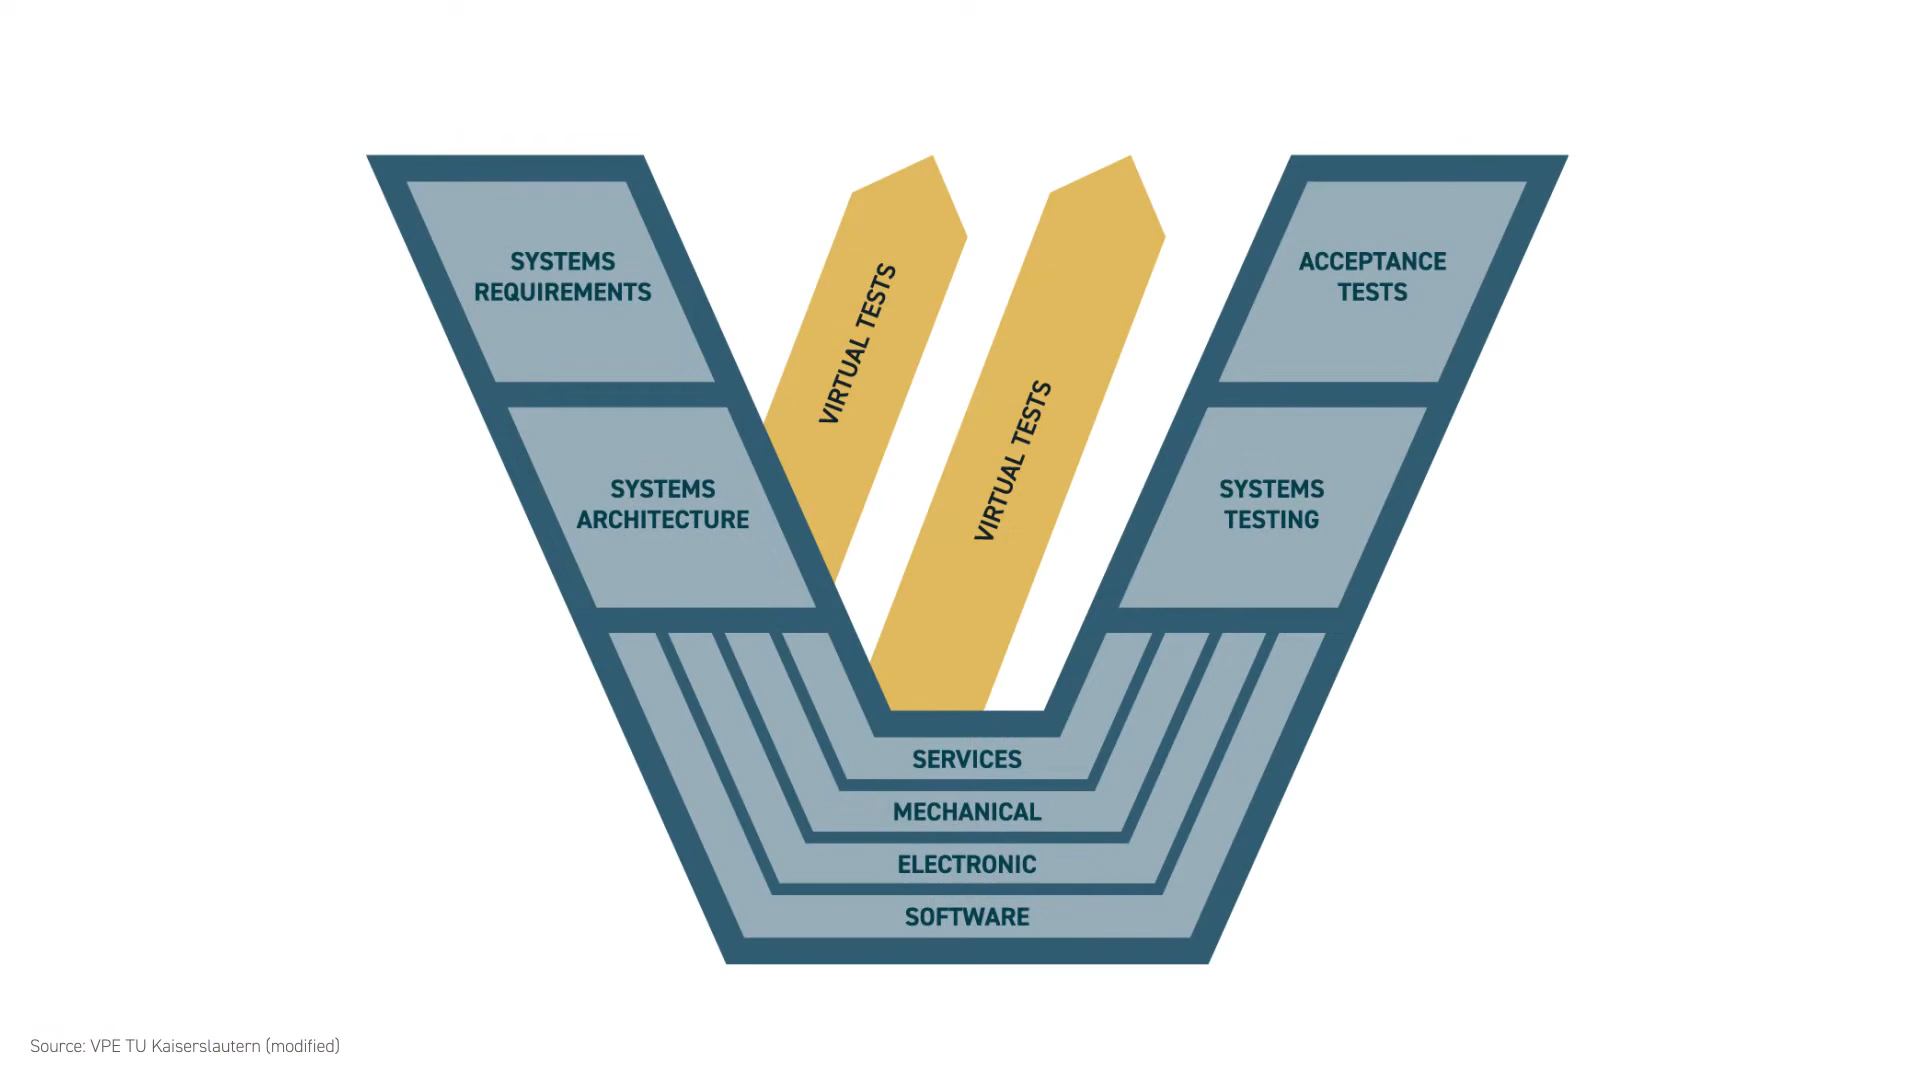 SYSTEMS
REQUIREMENTS
VIRTUAL TESTS
VIRTUAL TESTS
ACCEPTANCE
TESTS
SYSTEMS
ARCHITECTURE
SYSTEMS
TESTING
SERVICES
MECHANICAL
ELECTRONIC
SOFTWARE
Source: VPE TU Kaiserslautern (modified)